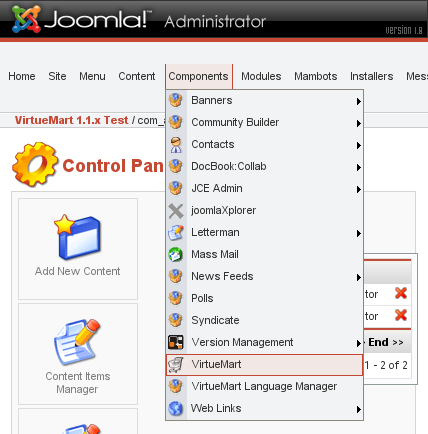 Joomla! Administrator
version 1.0
Home Site Menu Content Components Modules Mambots Installers Mess
VirtueMart 1.1.x Test / com_a
Control Pan
Add New Content
Content Items
Manager
Banners
Community Builder
Contacts
DocBook:Collab
JCE Admin
joomlaXplorer
Letterman
Mass Mail
News Feeds
Polls
Syndicate
Version Management
VirtueMart
VirtueMart Language Manager
Web Links
tor
tor
End >>
1 - 2 of 2